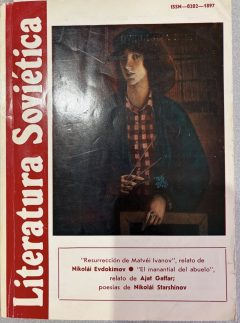 ISSN—0202—1897
Literatura Soviética
"Resurrección de Matvéi Ivanov", relato de
Nikolái Evdokímov ● "El manantial del abuelo",
relato de Ajat Gaffar;
poesías de Nikolái Starshinov